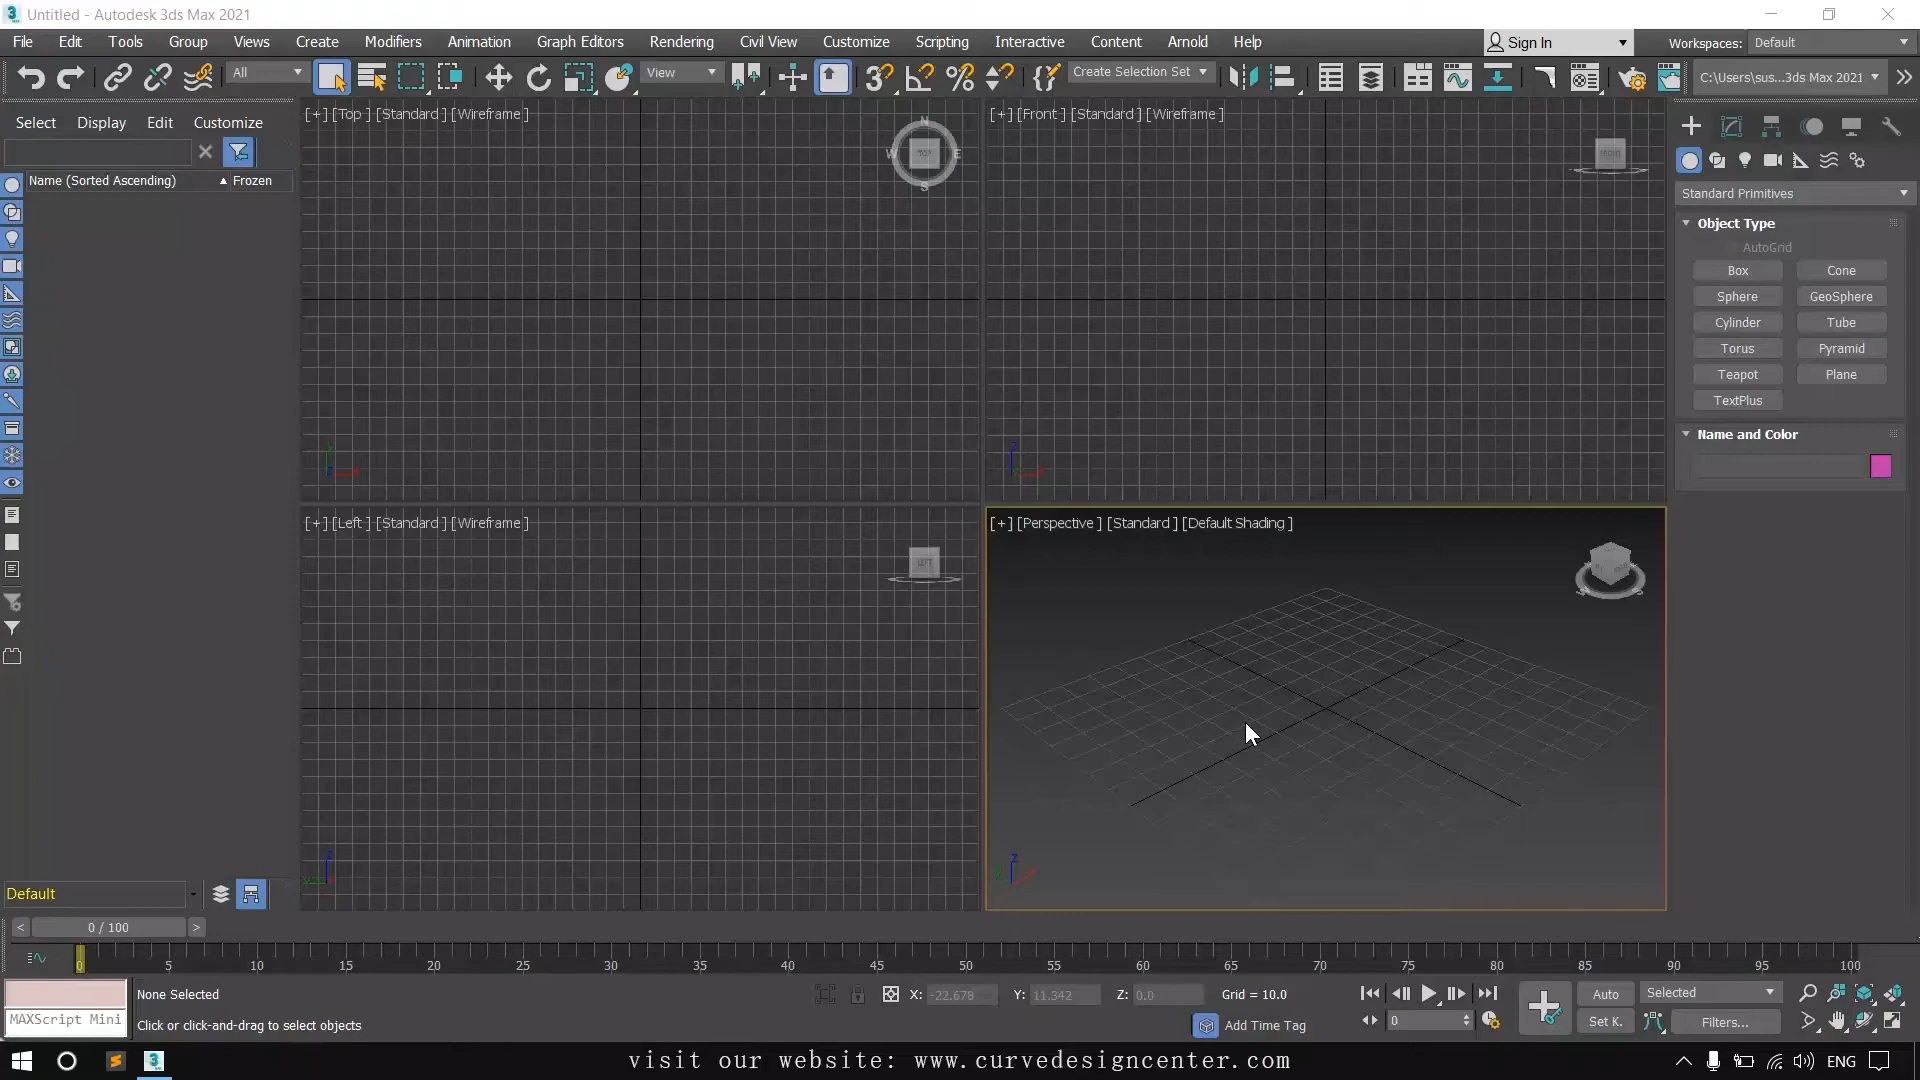 Untitled - Autodesk 3ds Max 2021
File Edit Tools Group Views Create Modifiers Animation Graph Editors Rendering Civil View Customize Scripting Interactive Content Arnold Help Sign In Workspaces: Default
All View Create Selection Set C:\Users\sus...3ds Max 2021
Select Display Edit Customize
Name (Sorted Ascending) Frozen
[+] [Top ] [Standard ] [Wireframe ]
N
W TOP E
S
[+] [Front ] [Standard ] [Wireframe ]
FRONT
[+] [Left ] [Standard ] [Wireframe ]
LEFT
[+] [Perspective ] [Standard ] [Default Shading ]
Z
Standard Primitives
Object Type
AutoGrid
Box Cone
Sphere GeoSphere
Cylinder Tube
Torus Pyramid
Teapot Plane
TextPlus
Name and Color
Default
< 0 / 100 >
0 5 10 15 20 25 30 35 40 45 50 55 60 65 70 75 80 85 90 95 100
None Selected X: -22.678 Y: 11.342 Z: 0.0 Grid = 10.0 Auto Selected
MAXScript Mini Click or click-and-drag to select objects Add Time Tag 0 Set K. Filters...
visit our website: www.curvedesigncenter.com ENG